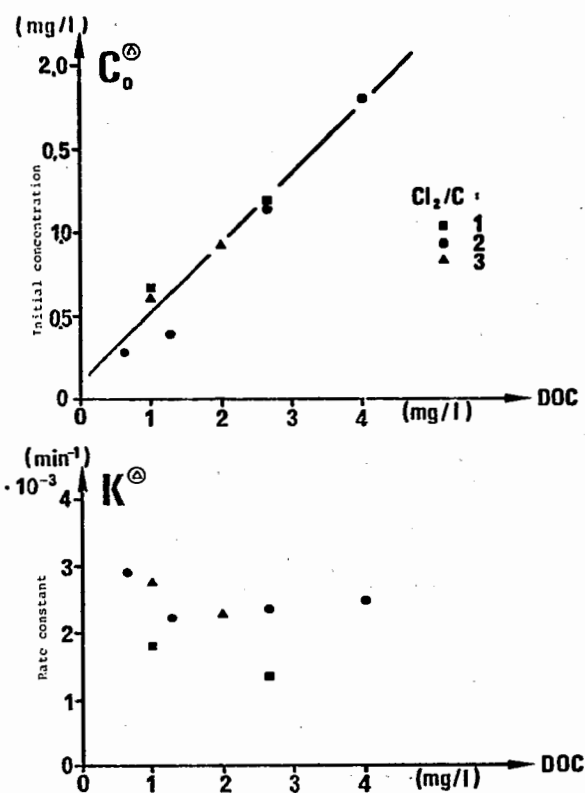 (mg/l)
C₀Ⓐ
2,0
0,5
1,0
0,5
0
Initial concentration
Cl₂/C :
■ 1
● 2
▲ 3
0 1 2 3 4 (mg/l) DOC
(min⁻¹)
· 10⁻³
K Ⓐ
4
3
2
1
0
Rate constant
0 1 2 3 4 (mg/l) DOC